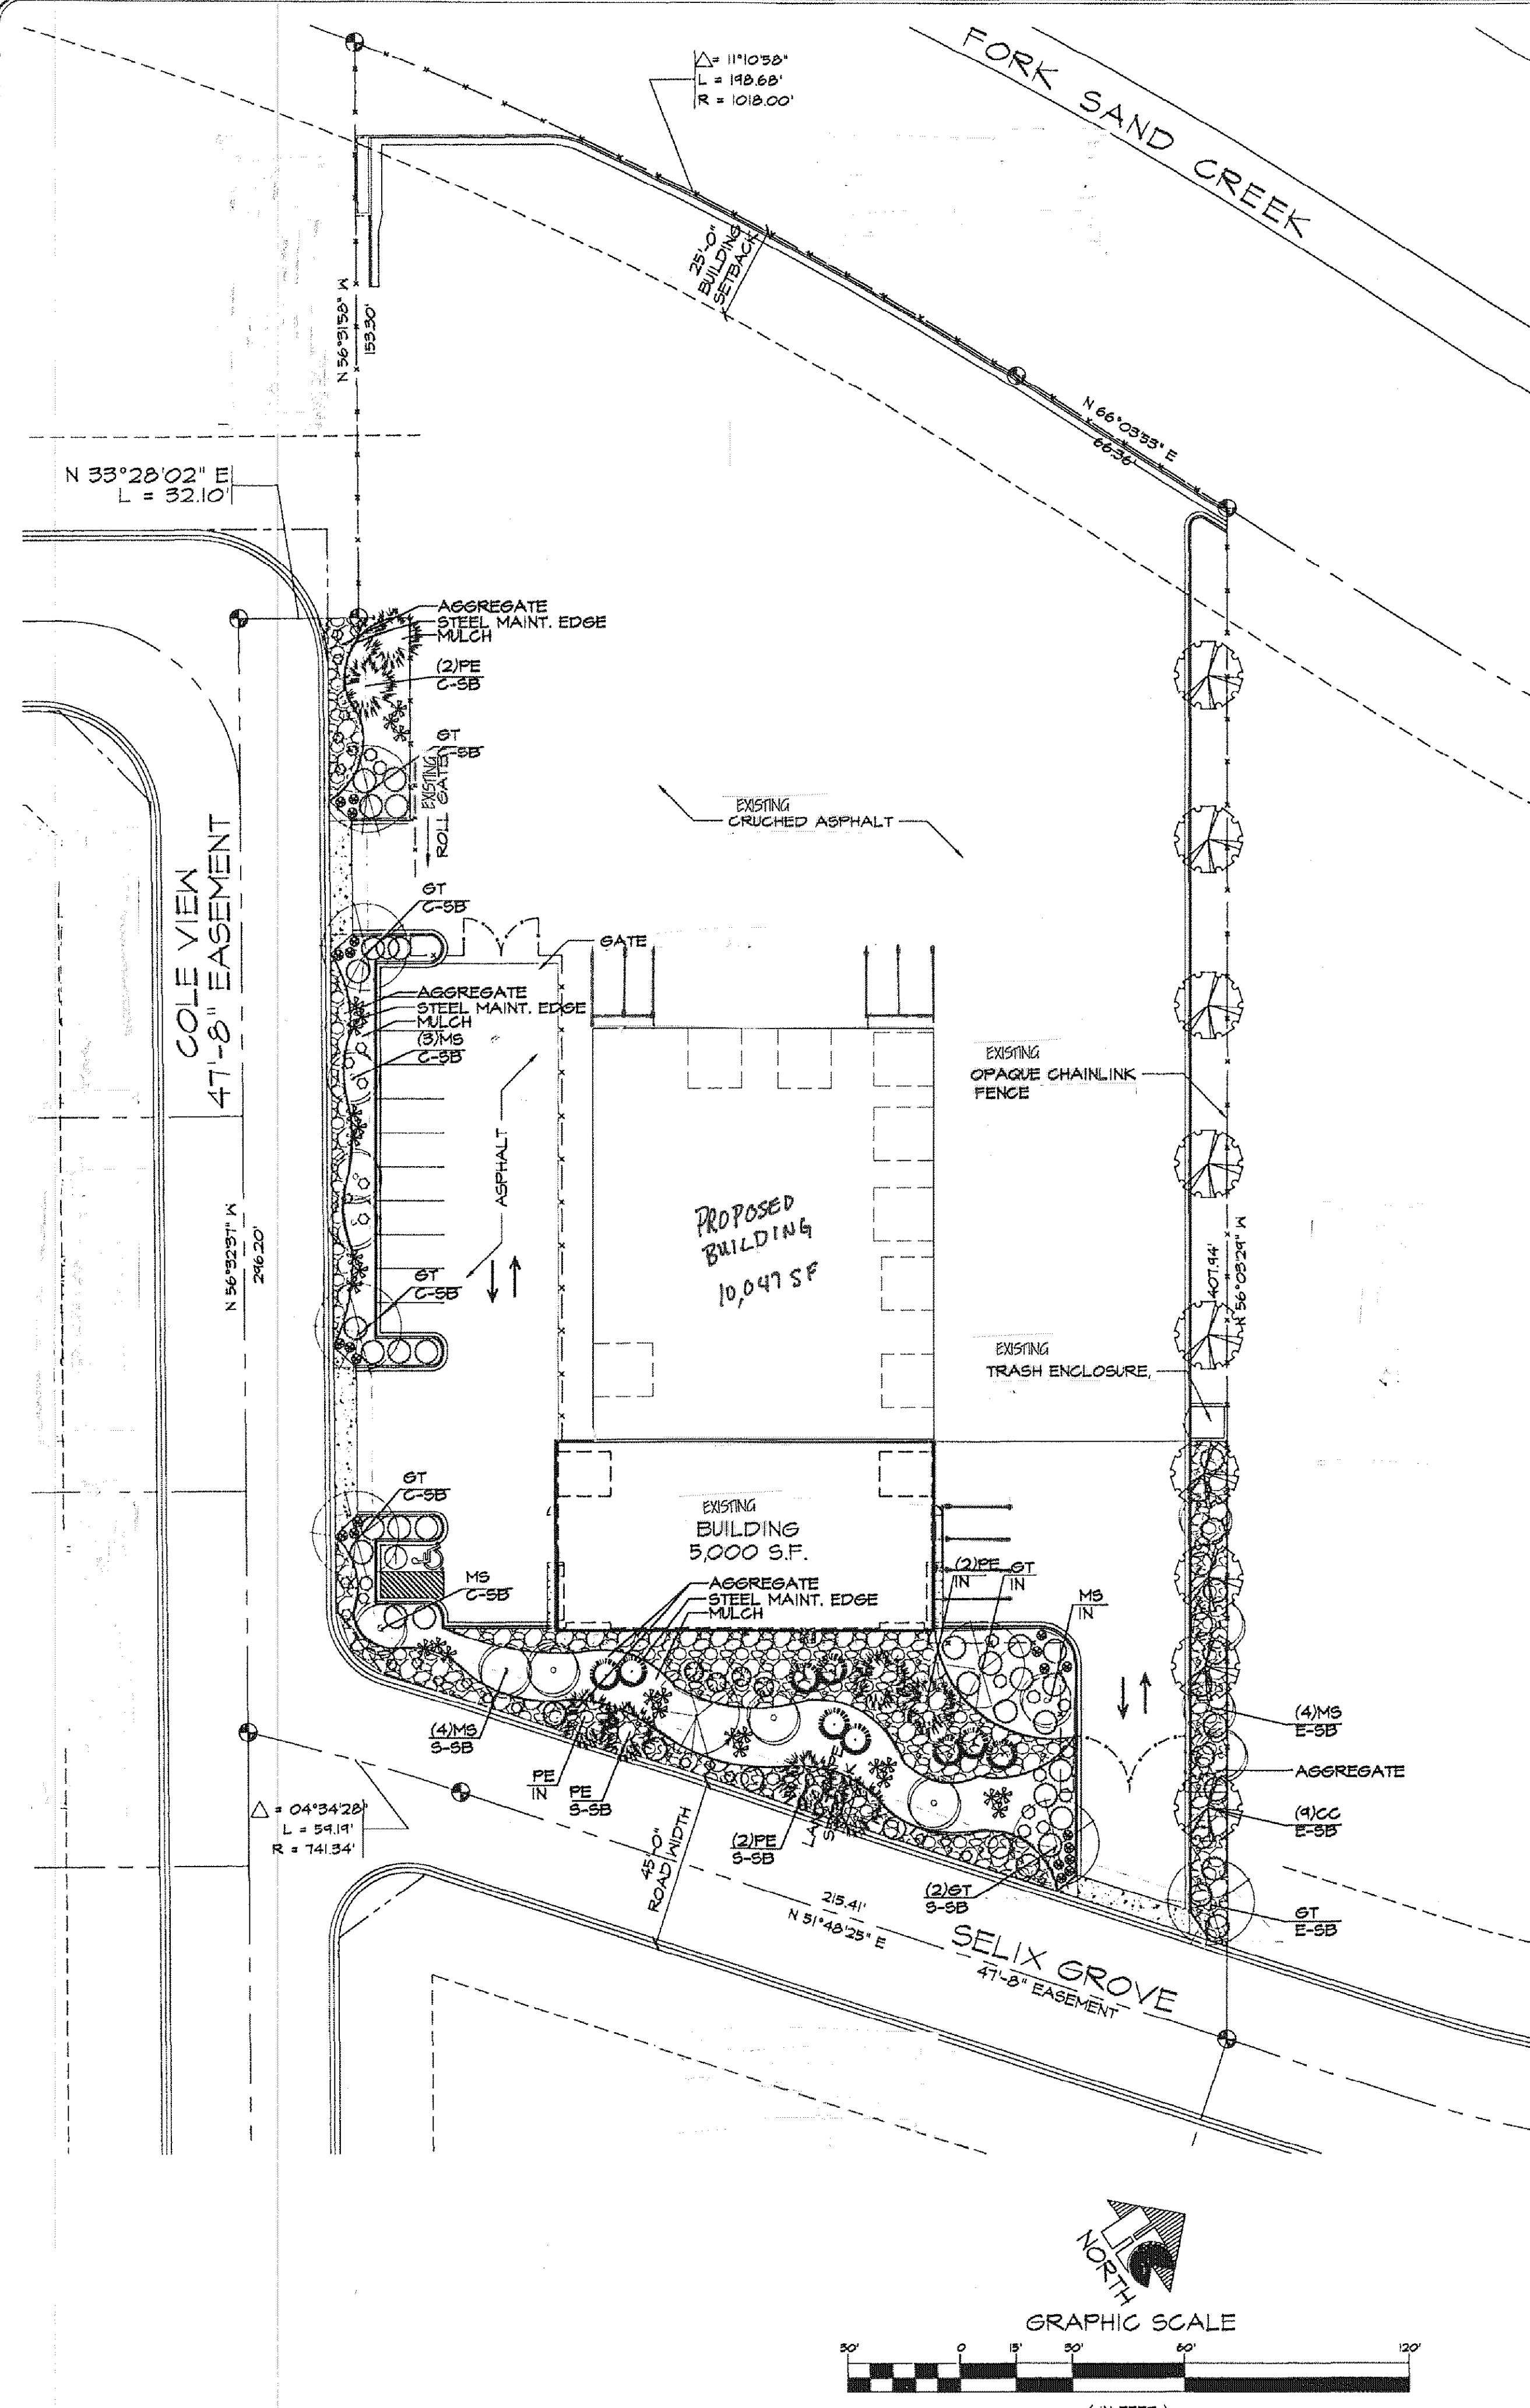 FORK SAND CREEK
△= 11°10'58"
L = 198.68'
R = 1018.00'
25'-0"
BUILDING
SETBACK
N 56°31'58" W
153.30'
N 66°03'33" E
66.36'
N 33°28'02" E
L = 32.10'
AGGREGATE
STEEL MAINT. EDGE
MULCH
(2)PE
C-SB
GT
C-SB
EXISTING
ROLL GATE
EXISTING
CRUCHED ASPHALT
COLE VIEW
47'-8" EASEMENT
GT
C-SB
GATE
AGGREGATE
STEEL MAINT. EDGE
MULCH
(3)MS
C-SB
EXISTING
OPAQUE CHAINLINK
FENCE
ASPHALT
PROPOSED
BUILDING
10,047 SF
N 56°32'37" W
296.20'
GT
C-SB
407.94'
N 56°03'29" W
EXISTING
TRASH ENCLOSURE,
GT
C-SB
EXISTING
BUILDING
5,000 S.F.
MS
C-SB
AGGREGATE
STEEL MAINT. EDGE
MULCH
(2)PE
IN
GT
IN
MS
IN
(4)MS
S-SB
PE
IN
PE
S-SB
(4)MS
E-SB
AGGREGATE
(9)CC
E-SB
△ = 04°34'28"
L = 59.19'
R = 741.34'
45'-0"
ROAD WIDTH
(2)PE
S-SB
(2)GT
S-SB
GT
E-SB
215.41'
N 51°48'25" E
SELIX GROVE
47'-8" EASEMENT
NORTH
GRAPHIC SCALE
30' 0 15' 30' 60' 120'